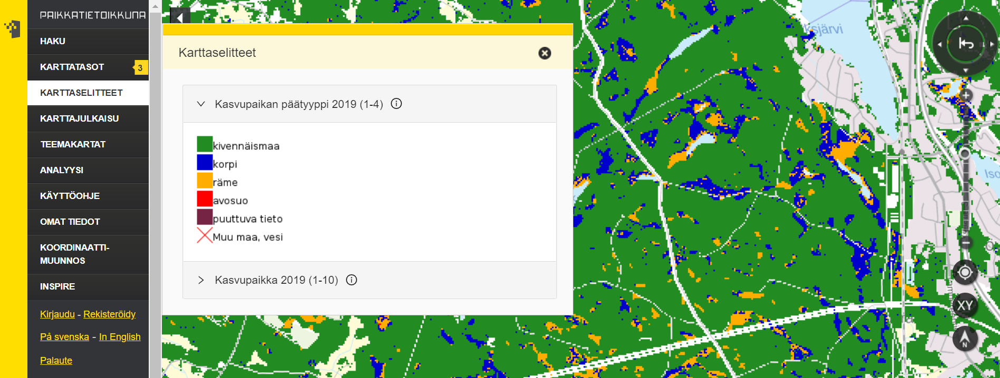 PAIKKATIETOIKKUNA
HAKU
KARTTATASOT 3
KARTTASELITTEET
KARTTAJULKAISU
TEEMAKARTAT
ANALYYSI
KÄYTTÖOHJE
OMAT TIEDOT
KOORDINAATTI-
MUUNNOS
INSPIRE
Kirjaudu - Rekisteröidy
På svenska - In English
Palaute
Karttaselitteet
Kasvupaikan päätyyppi 2019 (1-4)
kivennäismaa
korpi
räme
avosuo
puuttuva tieto
Muu maa, vesi
Kasvupaikka 2019 (1-10)
ksjärvi
Iso
XY
N